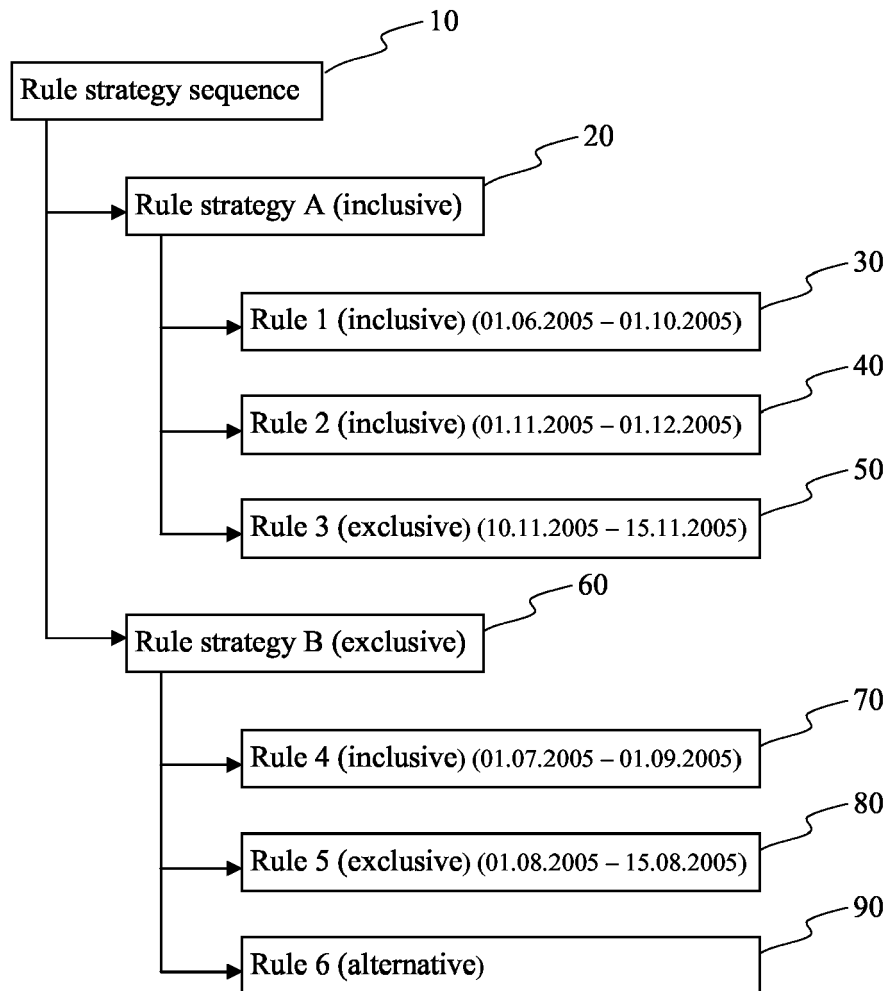 10
Rule strategy sequence
20
Rule strategy A (inclusive)
30
Rule 1 (inclusive) (01.06.2005 – 01.10.2005)
40
Rule 2 (inclusive) (01.11.2005 – 01.12.2005)
50
Rule 3 (exclusive) (10.11.2005 – 15.11.2005)
60
Rule strategy B (exclusive)
70
Rule 4 (inclusive) (01.07.2005 – 01.09.2005)
80
Rule 5 (exclusive) (01.08.2005 – 15.08.2005)
90
Rule 6 (alternative)